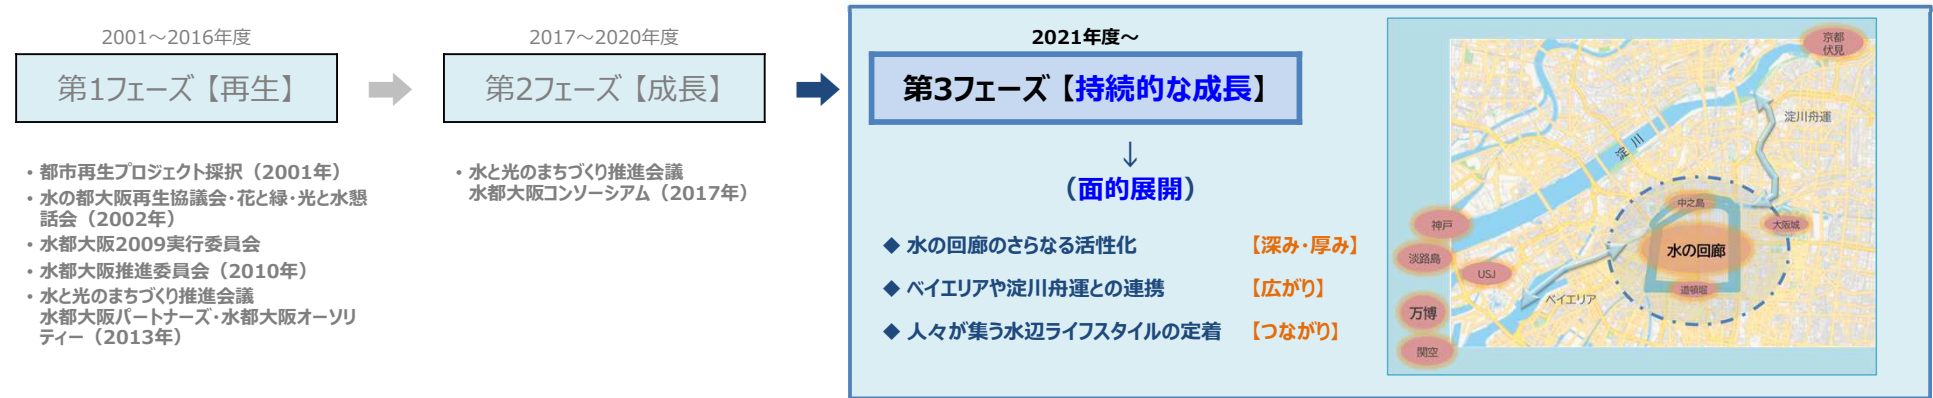 2001～2016年度
第1フェーズ【再生】
・都市再生プロジェクト採択（2001年）
・水の都大阪再生協議会・花と緑・光と水懇
話会（2002年）
・水都大阪2009実行委員会
・水都大阪推進委員会（2010年）
・水と光のまちづくり推進会議
水都大阪パートナーズ・水都大阪オーソリ
ティー（2013年）
2017～2020年度
第2フェーズ【成長】
・水と光のまちづくり推進会議
水都大阪コンソーシアム（2017年）
2021年度～
第3フェーズ【持続的な成長】
↓
（面的展開）
◆ 水の回廊のさらなる活性化 【深み・厚み】
◆ ベイエリアや淀川舟運との連携 【広がり】
◆ 人々が集う水辺ライフスタイルの定着 【つながり】
京都
伏見
淀川舟運
淀川
中之島
大阪城
水の回廊
道頓堀
神戸
淡路島
USJ
ベイエリア
万博
関空